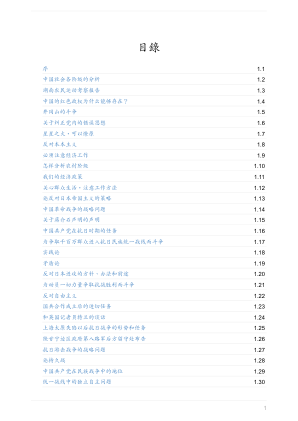 目錄
序 1.1
中国社会各阶级的分析 1.2
湖南农民运动考察报告 1.3
中国的红色政权为什么能够存在？ 1.4
井冈山的斗争 1.5
关于纠正党内的错误思想 1.6
星星之火，可以燎原 1.7
反对本本主义 1.8
必须注意经济工作 1.9
怎样分析农村阶级 1.10
我们的经济政策 1.11
关心群众生活，注意工作方法 1.12
论反对日本帝国主义的策略 1.13
中国革命战争的战略问题 1.14
关于蒋介石声明的声明 1.15
中国共产党在抗日时期的任务 1.16
为争取千百万群众进入抗日民族统一战线而斗争 1.17
实践论 1.18
矛盾论 1.19
反对日本进攻的方针、办法和前途 1.20
为动员一切力量争取抗战胜利而斗争 1.21
反对自由主义 1.22
国共合作成立后的迫切任务 1.23
和英国记者贝特兰的谈话 1.24
上海太原失陷以后抗日战争的形势和任务 1.25
陕甘宁边区政府第八路军后方留守处布告 1.26
抗日游击战争的战略问题 1.27
论持久战 1.28
中国共产党在民族战争中的地位 1.29
统一战线中的独立自主问题 1.30
1